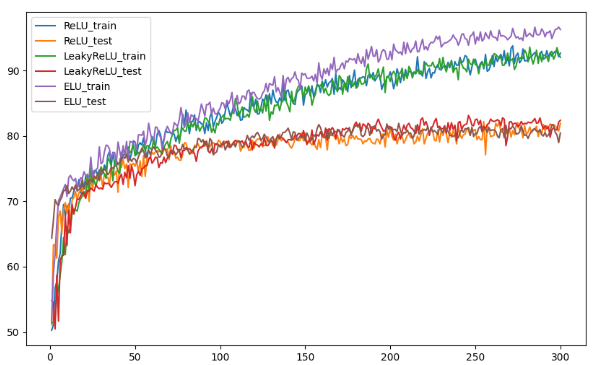 ReLU_train
ReLU_test
LeakyReLU_train
LeakyReLU_test
ELU_train
ELU_test
90
80
70
60
50
0 50 100 150 200 250 300